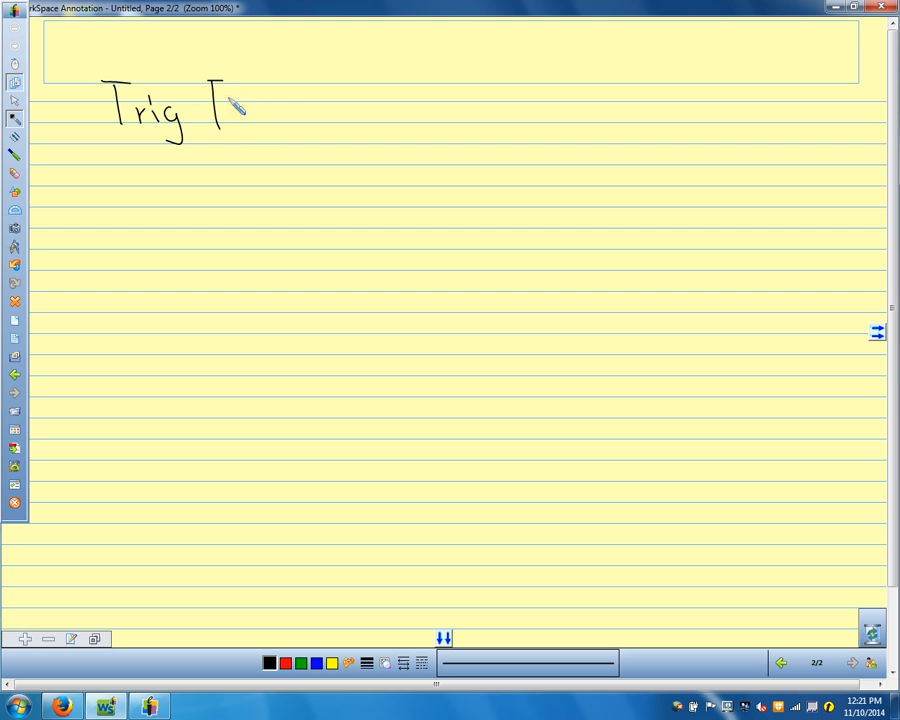 rkSpace Annotation - Untitled, Page 2/2 (Zoom 100%) *
Trig T
2/2
12:21 PM
11/10/2014